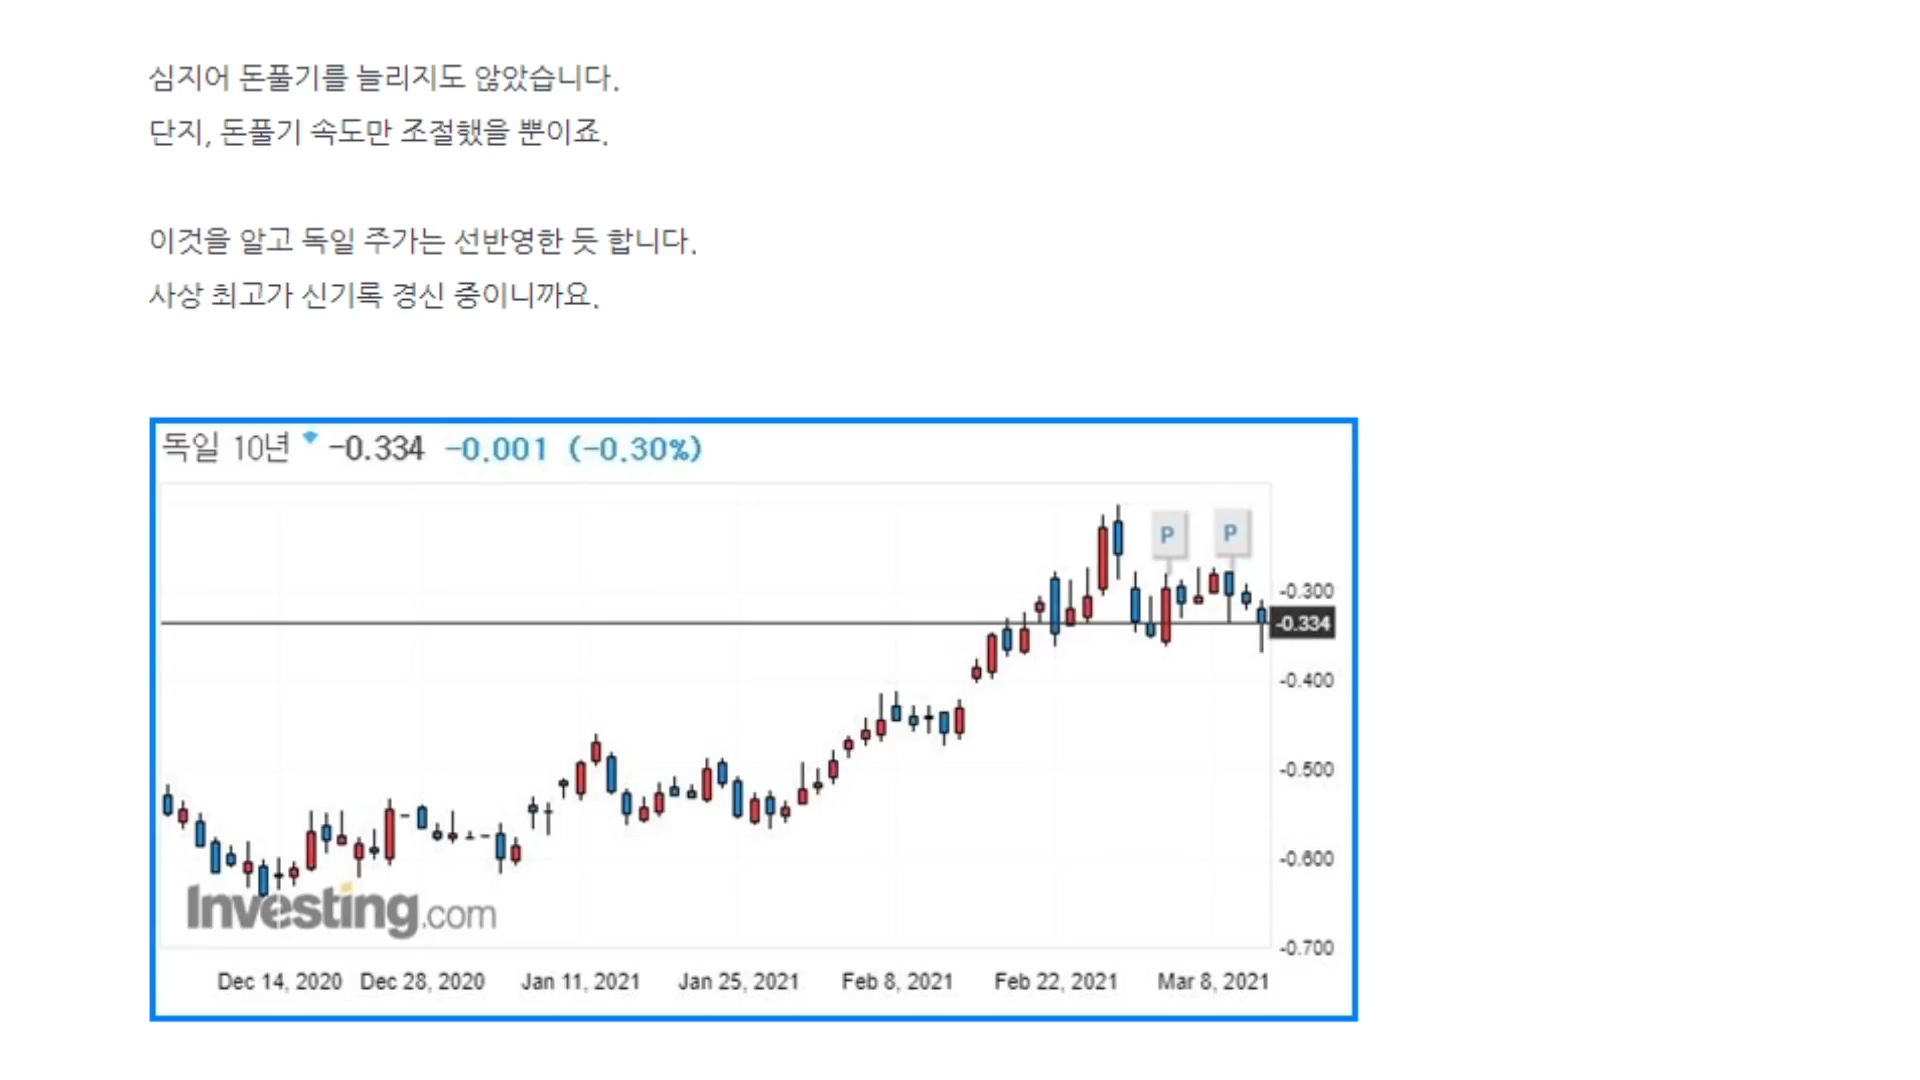 심지어 돈풀기를 늘리지도 않았습니다.
단지, 돈풀기 속도만 조절했을 뿐이죠.
이것을 알고 독일 주가는 선반영한 듯 합니다.
사상 최고가 신기록 경신 중이니까요.
독일 10년 -0.334 -0.001 (-0.30%)
P P
-0.300
-0.334
-0.400
-0.500
-0.600
Investing.com
-0.700
Dec 14, 2020 Dec 28, 2020 Jan 11, 2021 Jan 25, 2021 Feb 8, 2021 Feb 22, 2021 Mar 8, 2021